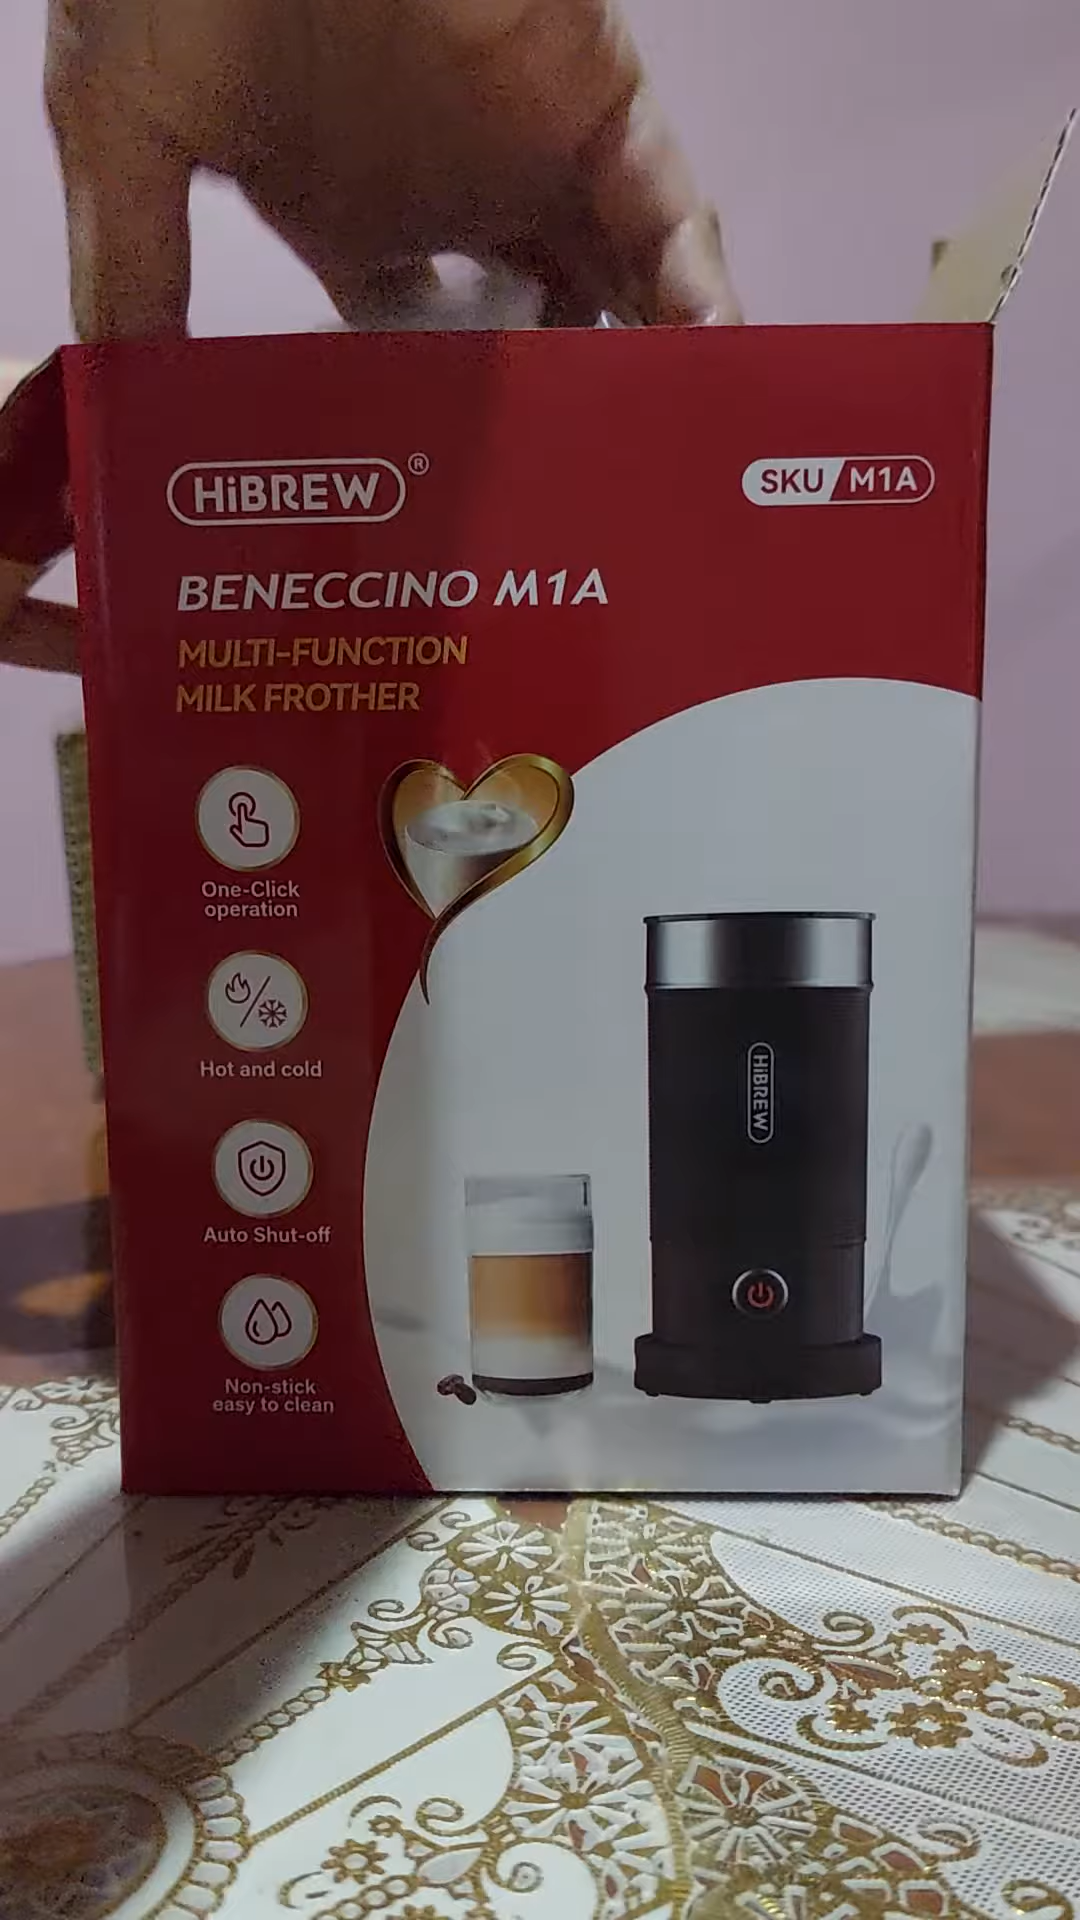 HiBREW®
SKU/M1A
BENECCINO M1A
MULTI-FUNCTION
MILK FROTHER
One-Click
operation
Hot and cold
Auto Shut-off
Non-stick
easy to clean
HiBREW